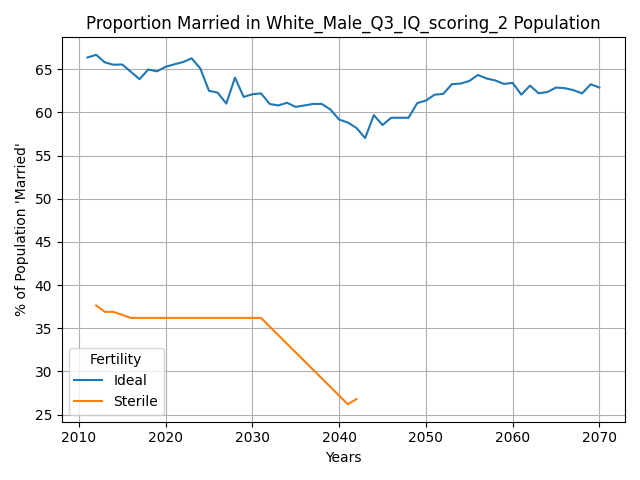 Proportion Married in White_Male_Q3_IQ_scoring_2 Population
% of Population 'Married'
65
60
55
50
45
40
35
30
25
Fertility
Ideal
Sterile
2010 2020 2030 2040 2050 2060 2070
Years